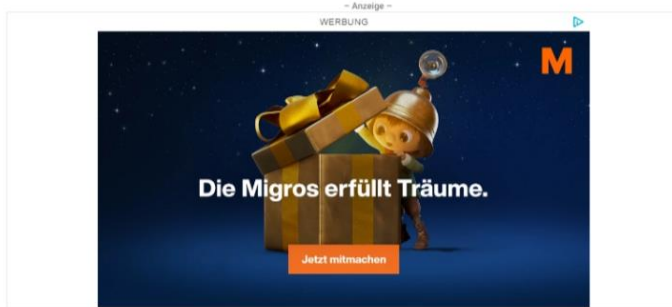 – Anzeige –
WERBUNG
M
Die Migros erfüllt Träume.
Jetzt mitmachen